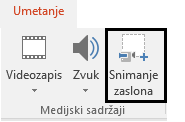 Umetanje
Videozapis Zvuk Snimanje
zaslona
Medijski sadržaji